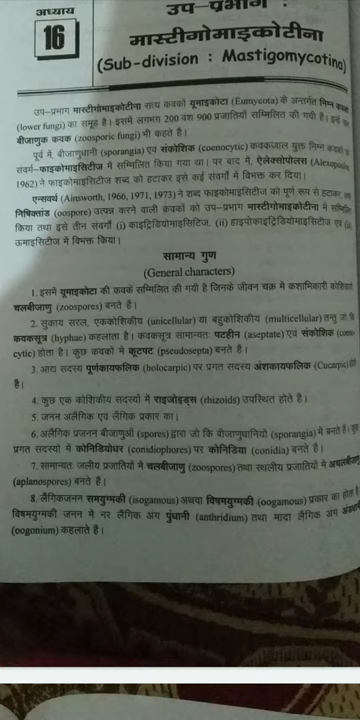 अध्याय
16
उप-प्रभाग :
मास्टीगोमाइकोटीना
(Sub-division : Mastigomycotina)
उप-प्रभाग मास्टीगोमाइकोटीना सत्य कवकों यूमाइकोटा (Eumycota) के अन्तर्गत निम्न कवकों
(lower fungi) का समूह है। इसमें लगभग 200 वंश 900 प्रजातियाँ सम्मिलित की गयी है। इन्हें
बीजाणुक कवक (zoosporic fungi) भी कहते है।
पूर्व में, बीजाणुधानी (sporangia) एवं संकोशिक (coenocytic) कवकजाल युक्त निम्न कवकों
संवर्ग-फाइकोमाइसिटीज में सम्मिलित किया गया था। पर बाद में, ऐलेक्सोपोलस (Alexopoulos,
1962) ने फाइकोमाइसिटीज शब्द को हटाकर इसे कई संवर्गों में विभक्त कर दिया।
एन्सवर्थ (Ainsworth, 1966, 1971, 1973) ने शब्द फाइकोमाइसिटीज को पूर्ण रूप से हटाकर,
निषिक्तांड (oospore) उत्पन्न करने वाली कवकों को उप-प्रभाग मास्टीगोमाइकोटीना में सम्मिलित
किया तथा इसे तीन संवर्गों (i) काइट्रिडियोमाइसिटिज. (ii) हाइपोकाइट्रिडियोमाइसिटीज एवं (iii)
ऊमाइसिटीज में विभक्त किया।
सामान्य गुण
(General characters)
1. इसमें यूमाइकोटा की कवकें सम्मिलित की गयी है जिनके जीवन चक्र में कशाभिकारी कोशिकायें
चलबीजाणु (zoospores) बनते है।
2. सुकाय सरल, एककोशिकीय (unicellular) या बहुकोशिकीय (multicellular) तन्तु जो कि
कवकसूत्र (hyphae) कहलाता है। कवकसूत्र सामान्यतः पटहीन (aseptate) एवं संकोशिक (coeno-
cytic) होता है। कुछ कवकों में कूटपट (pseudosepta) बनते है।
3. आद्य सदस्य पूर्णकायफलिक (holocarpic) पर प्रगत सदस्य अंशकायफलिक (Eucarpic) होते
है।
4. कुछ एक कोशिकीय सदस्यों में राइजोइड्स (rhizoids) उपस्थित होते है।
5. जनन अलैंगिक एवं लैंगिक प्रकार का।
6. अलैंगिक प्रजनन बीजाणुओं (spores) द्वारा जो कि बीजाणुधानियों (sporangia) में बनते है। कुछ
प्रगत सदस्यों में कोनिडियोधर (conidiophores) पर कोनिडिया (conidia) बनते है।
7. सामान्यतः जलीय प्रजातियों में चलबीजाणु (zoospores) तथा स्थलीय प्रजातियों में अचलबीजाणु
(aplanospores) बनते है।
8. लैंगिकजनन समयुग्मकी (isogamous) अथवा विषमयुग्मकी (oogamous) प्रकार का होता है।
विषमयुग्मकी जनन में नर लैंगिक अंग पुंधानी (anthridium) तथा मादा लैंगिक अंग अंडधानी
(oogonium) कहलाते है।